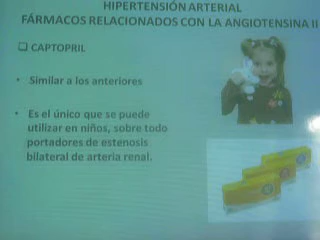 HIPERTENSIÓN ARTERIAL
FÁRMACOS RELACIONADOS CON LA ANGIOTENSINA II
❑ CAPTOPRIL
• Similar a los anteriores
• Es el único que se puede
utilizar en niños, sobre todo
portadores de estenosis
bilateral de arteria renal.